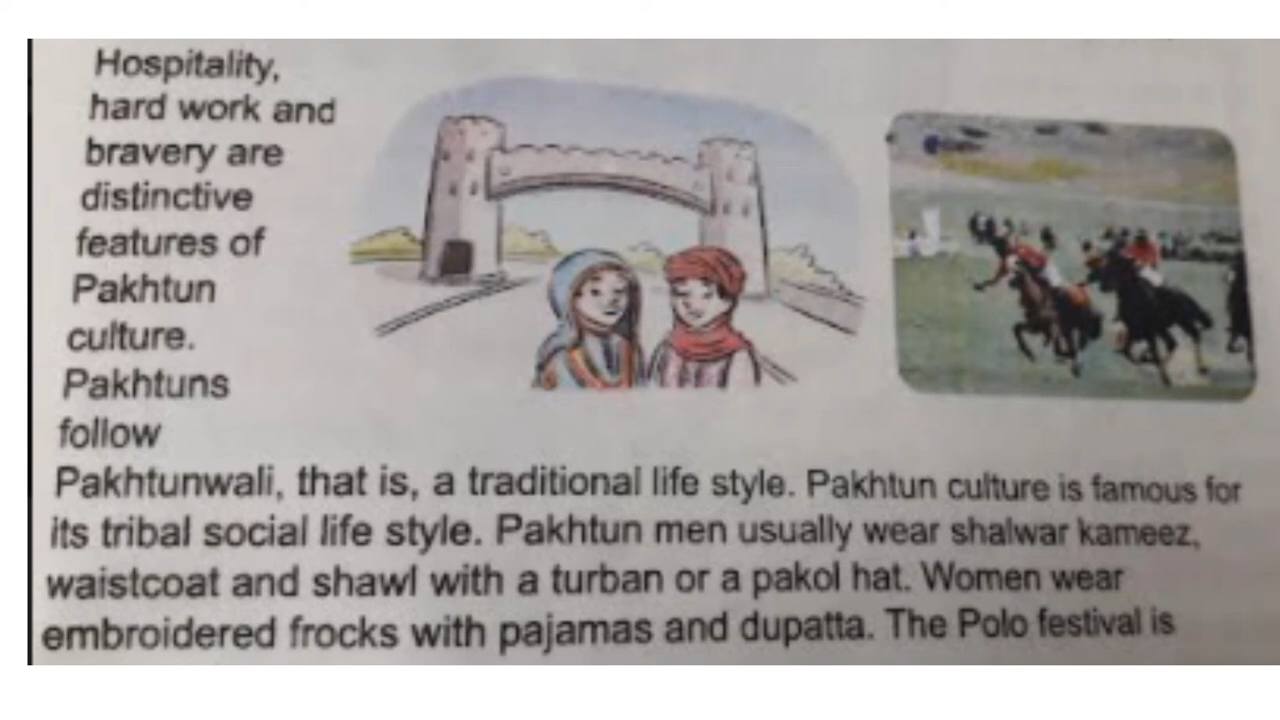 Hospitality,
hard work and
bravery are
distinctive
features of
Pakhtun
culture.
Pakhtuns
follow
Pakhtunwali, that is, a traditional life style. Pakhtun culture is famous for
its tribal social life style. Pakhtun men usually wear shalwar kameez,
waistcoat and shawl with a turban or a pakol hat. Women wear
embroidered frocks with pajamas and dupatta. The Polo festival is